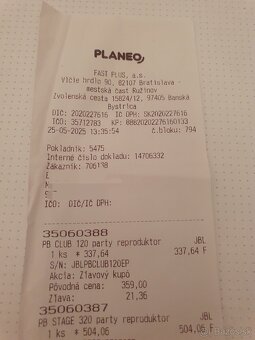 PLANEO
FAST PLUS, a.s.
Vlčie hrdlo 90, 82107 Bratislava -
mestská časť Ružinov
Zvolenská cesta 15824/12, 97405 Banská
Bystrica
DIČ: 2020227616 IČ DPH: SK2020227616
IČO: 35712783 KP: 88820202276160133
25-05-2025 13:35:54 č.bloku: 794
Pokladník: 5475
Interné číslo dokladu: 14706332
Zákazník: 706138
IČO: DIČ/IČ DPH:
35060388
PB CLUB 120 party reproduktor JBL
1 ks * 337,64 337,64 F
S/N: JBLPBCLUB120EP
Akcia: Zľavový kupó
Pôvodná cena: 359,00
Zľava: 21,36
35060387
PB STAGE 320 party reproduktor JBL
1 ks * 504,06 504,06 F